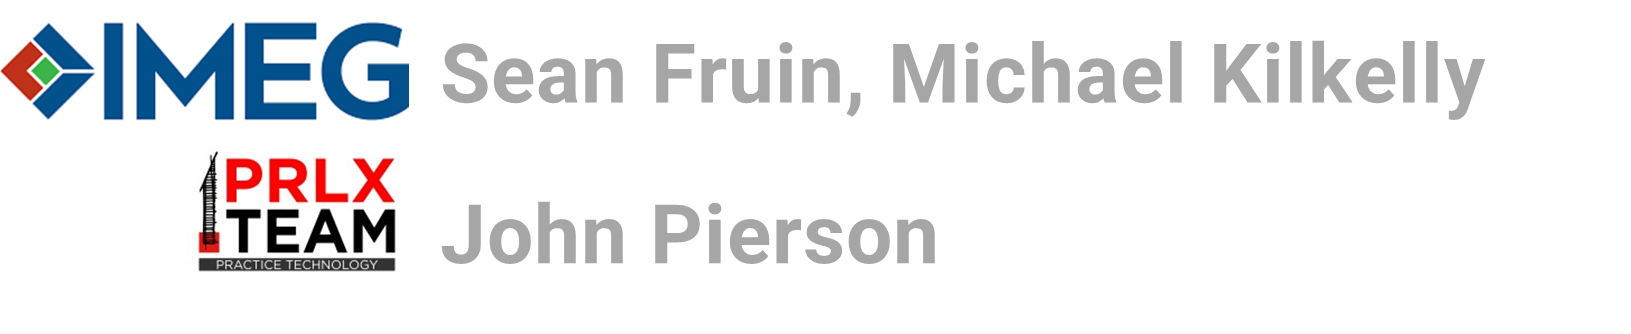 IMEG Sean Fruin, Michael Kilkelly
PRLX
TEAM
PRACTICE TECHNOLOGY
John Pierson